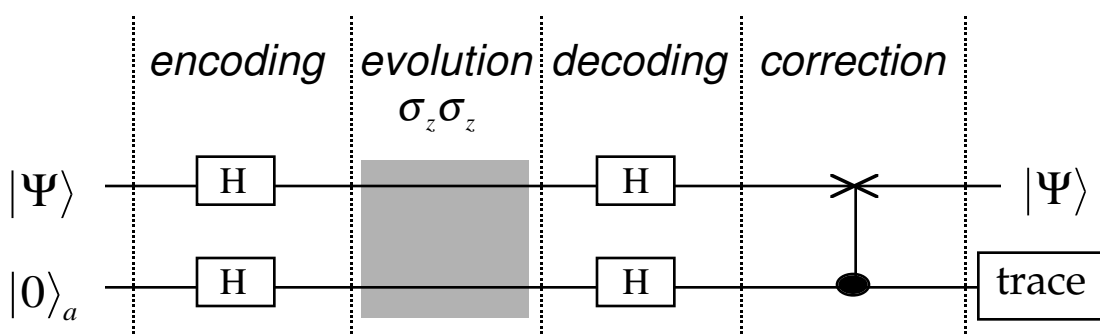 encoding evolution decoding correction
σzσz
|Ψ⟩ H H |Ψ⟩
|0⟩a H H trace